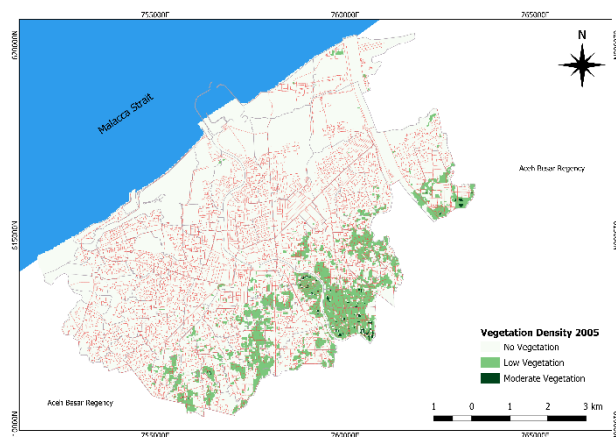 755000E 760000E 765000E
N
Malacca Strait
Aceh Besar Regency
Vegetation Density 2005
No Vegetation
Low Vegetation
Moderate Vegetation
Aceh Besar Regency
1 0 1 2 3 km
755000E 760000E 765000E